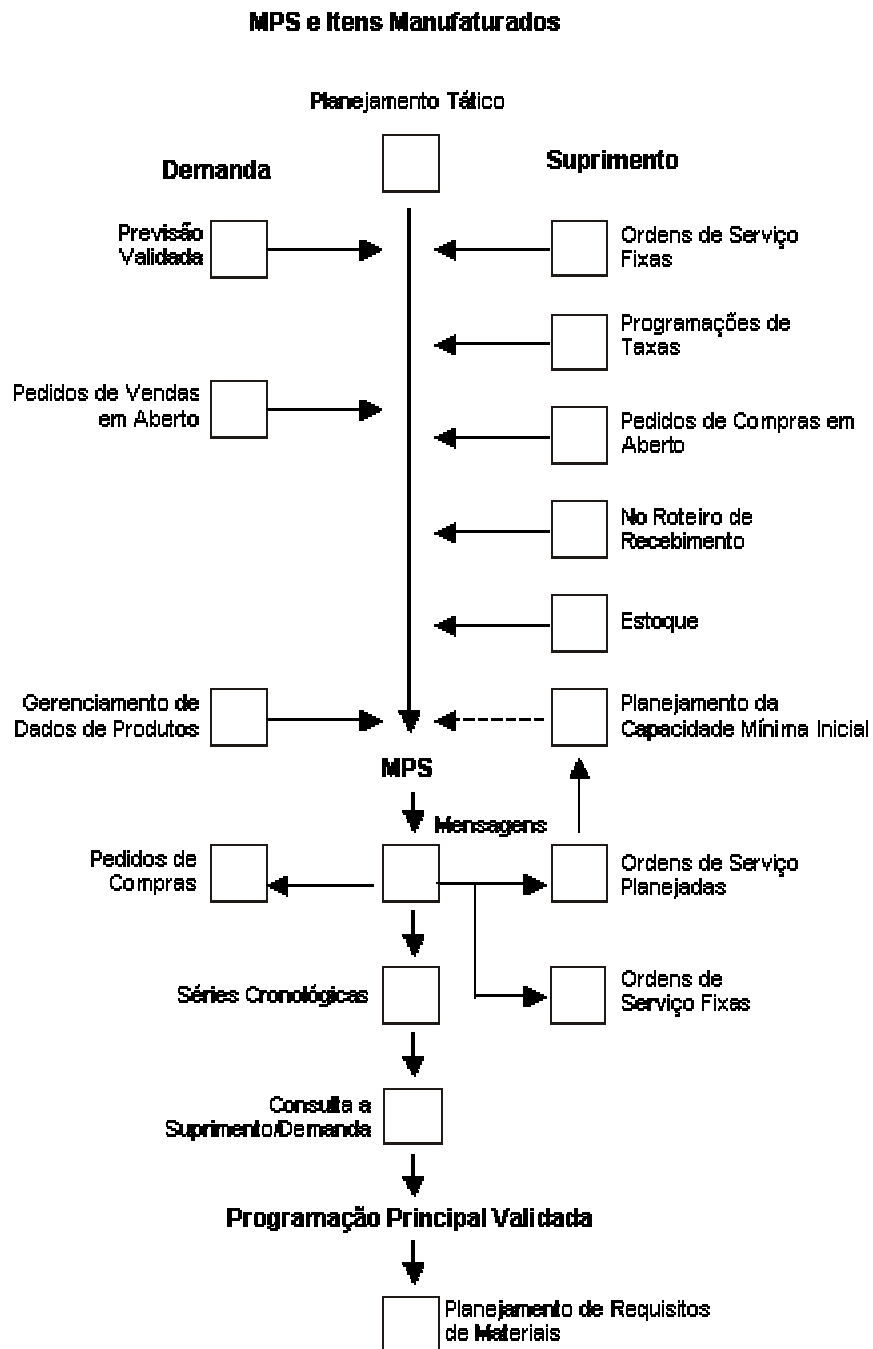 MPS e Itens Manufaturados
Planejamento Tático
Demanda
Suprimento
Previsão
Validada
Ordens de Serviço
Fixas
Programações de
Taxas
Pedidos de Vendas
em Aberto
Pedidos de Compras em
Aberto
No Roteiro de
Recebimento
Estoque
Gerenciamento de
Dados de Produtos
Planejamento da
Capacidade Mínima Inicial
MPS
Mensagens
Pedidos de
Compras
Ordens de Serviço
Planejadas
Séries Cronológicas
Ordens de
Serviço Fixas
Consulta a
Suprimento/Demanda
Programação Principal Validada
Planejamento de Requisitos
de Materiais